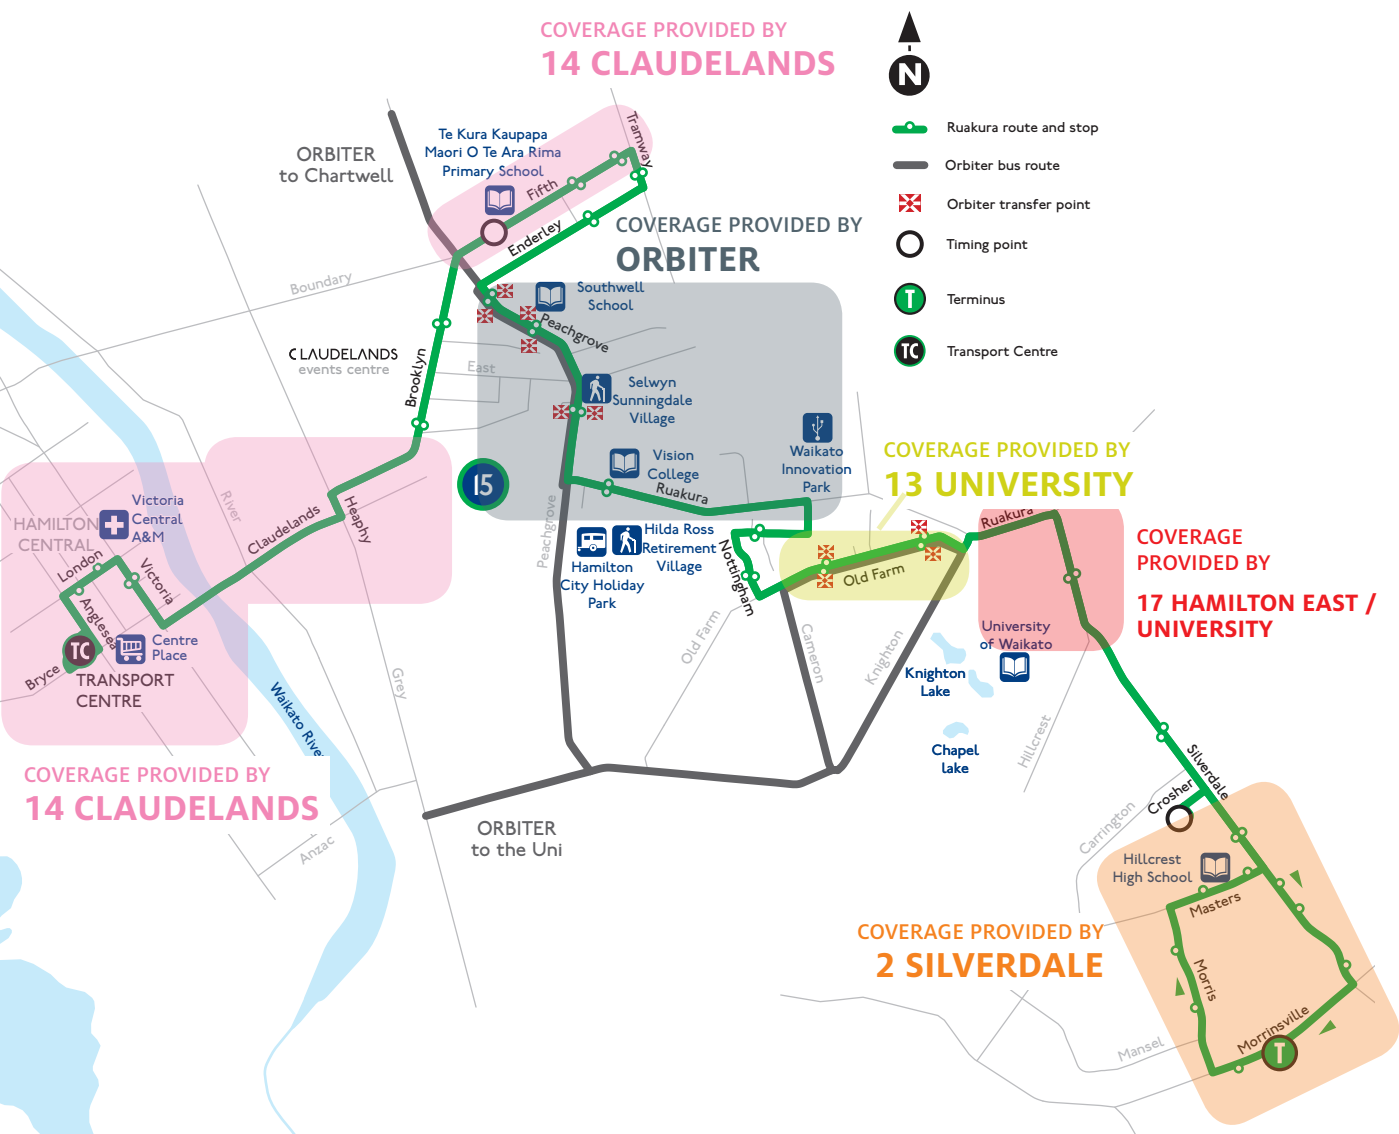 COVERAGE PROVIDED BY
14 CLAUDELANDS
N
Ruakura route and stop
Orbiter bus route
Orbiter transfer point
Timing point
T
Terminus
TC
Transport Centre
Tramway
Te Kura Kaupapa
Maori O Te Ara Rima
Primary School
ORBITER
to Chartwell
Fifth
Enderley
COVERAGE PROVIDED BY
ORBITER
Boundary
Southwell
School
Peachgrove
CLAUDELANDS
events centre
East
Brooklyn
Selwyn
Sunningdale
Village
Waikato
Innovation
Park
COVERAGE PROVIDED BY
13 UNIVERSITY
Vision
College
15
Ruakura
River
Heaphy
Claudelands
HAMILTON
CENTRAL
Victoria
Central
A&M
London
Victoria
Anglesea
TC
Bryce
Centre
Place
TRANSPORT
CENTRE
Peachgrove
Hamilton
City Holiday
Park
Hilda Ross
Retirement
Village
Nottingham
Old Farm
Old Farm
Cameron
Knighton
Ruakura
COVERAGE
PROVIDED BY
17 HAMILTON EAST /
UNIVERSITY
University
of Waikato
Knighton
Lake
Chapel
lake
Hillcrest
Grey
Waikato River
COVERAGE PROVIDED BY
14 CLAUDELANDS
Anzac
ORBITER
to the Uni
Silverdale
Crosher
Carrington
Hillcrest
High School
Masters
COVERAGE PROVIDED BY
2 SILVERDALE
Morris
Morrinsville
T
Mansel